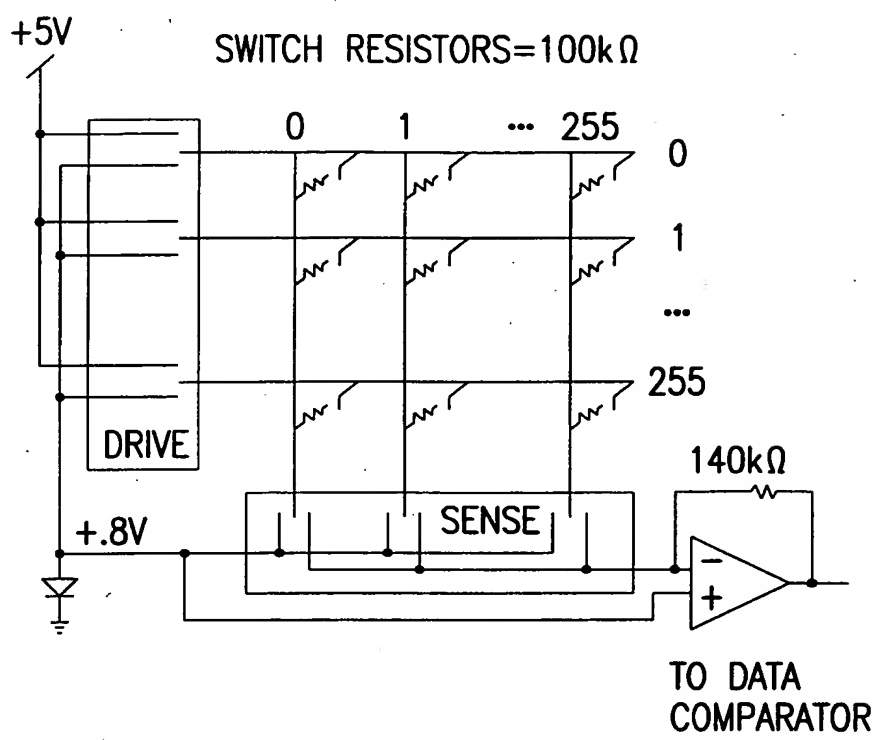 +5V
SWITCH RESISTORS=100kΩ
0 1 ... 255
0
1
...
255
DRIVE
140kΩ
SENSE
+.8V
−
+
TO DATA
COMPARATOR